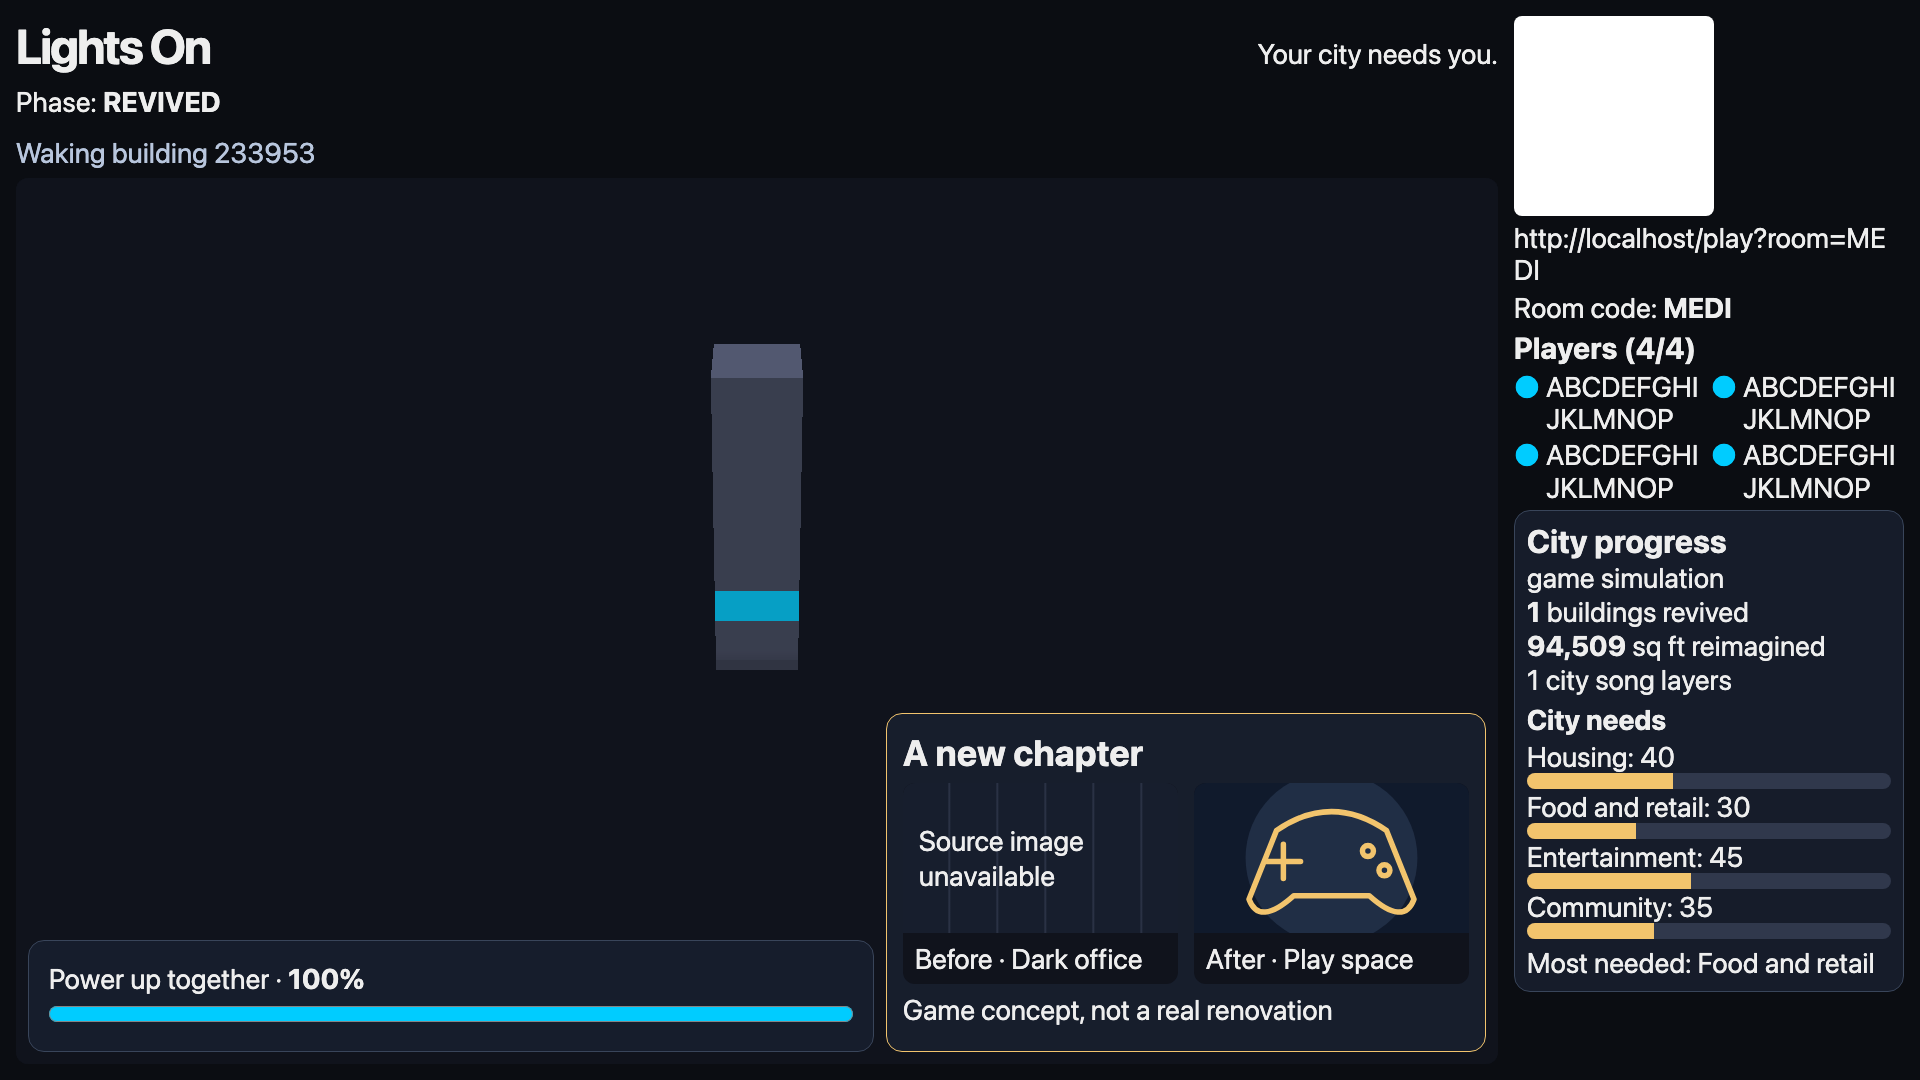 Lights On
Phase: REVIVED
Waking building 233953
Your city needs you.
http://localhost/play?room=ME
DI
Room code: MEDI
Players (4/4)
ABCDEFGHI
JKLMNOP
ABCDEFGHI
JKLMNOP
ABCDEFGHI
JKLMNOP
ABCDEFGHI
JKLMNOP
City progress
game simulation
1 buildings revived
94,509 sq ft reimagined
1 city song layers
City needs
Housing: 40
Food and retail: 30
Entertainment: 45
Community: 35
Most needed: Food and retail
A new chapter
Source image
unavailable
Before · Dark office
After · Play space
Game concept, not a real renovation
Power up together · 100%